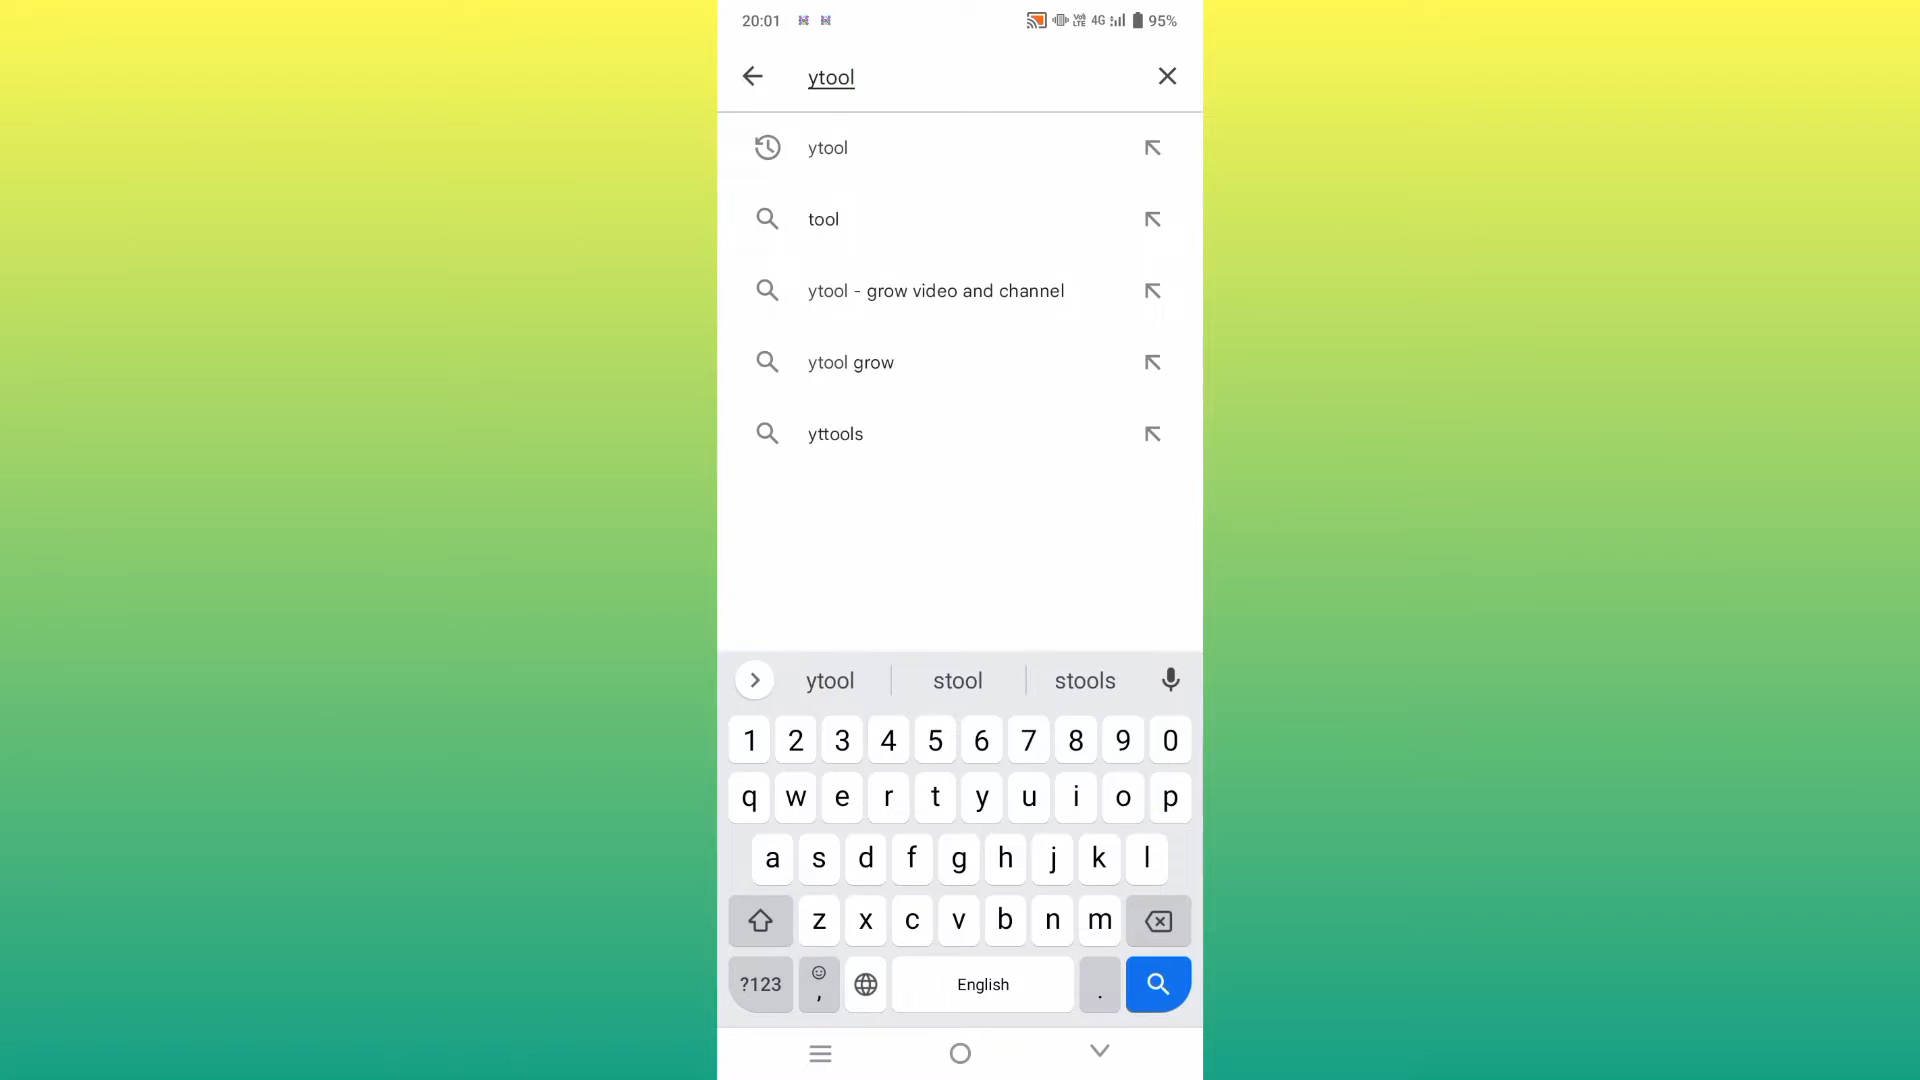 20:01 VoLTE 4G 95%
ytool
ytool
tool
ytool - grow video and channel
ytool grow
yttools
ytool stool stools
1 2 3 4 5 6 7 8 9 0
q w e r t y u i o p
a s d f g h j k l
z x c v b n m
?123 , English .